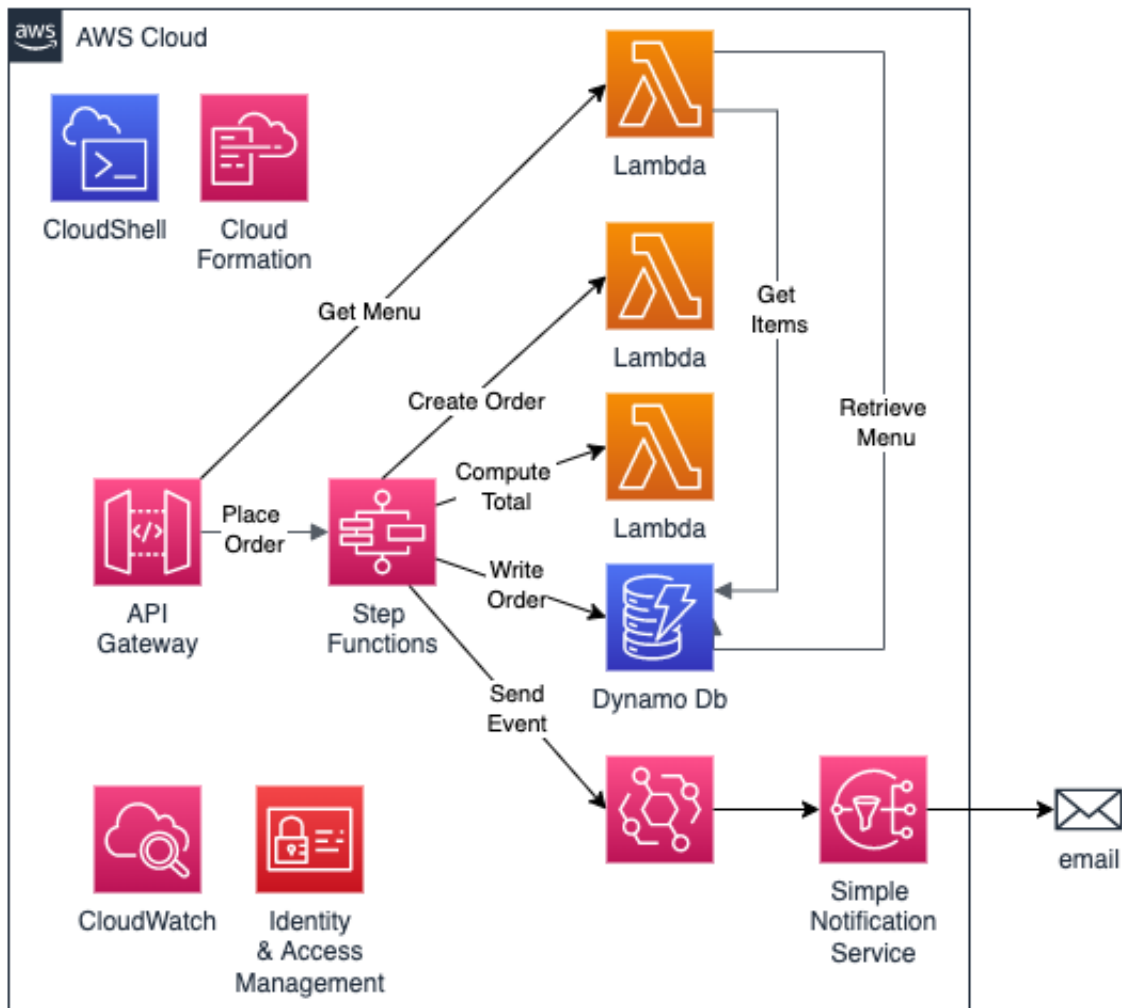 aws
AWS Cloud
Lambda
CloudShell
Cloud
Formation
Get
Items
Get Menu
Lambda
Create Order
Retrieve
Menu
Compute
Total
Place
Order
Lambda
Write
Order
API
Gateway
Step
Functions
Dynamo Db
Send
Event
email
CloudWatch
Identity
& Access
Management
Simple
Notification
Service